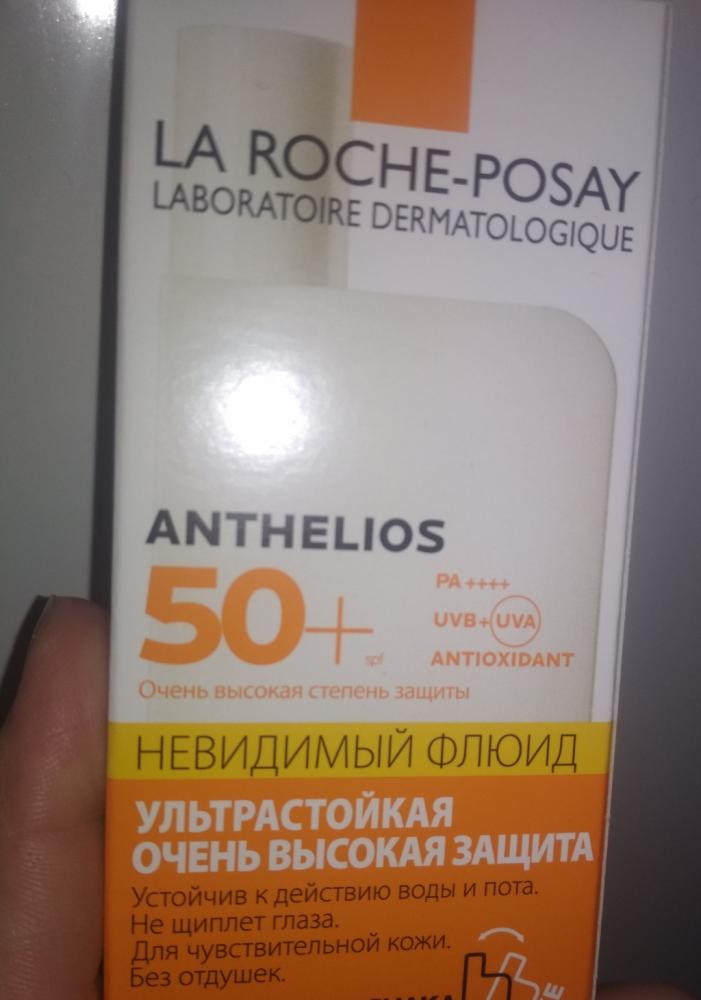 LA ROCHE-POSAY
LABORATOIRE DERMATOLOGIQUE
ANTHELIOS
50+
spf
PA ++++
UVB+UVA
ANTIOXIDANT
Очень высокая степень защиты
НЕВИДИМЫЙ ФЛЮИД
УЛЬТРАСТОЙКАЯ
ОЧЕНЬ ВЫСОКАЯ ЗАЩИТА
Устойчив к действию воды и пота.
Не щиплет глаза.
Для чувствительной кожи.
Без отдушек.